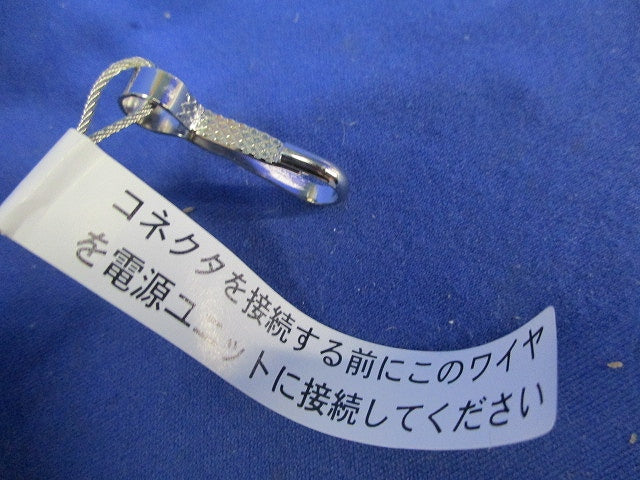 コネクタを接続する前にこのワイヤ
を電源ユニットに接続してください